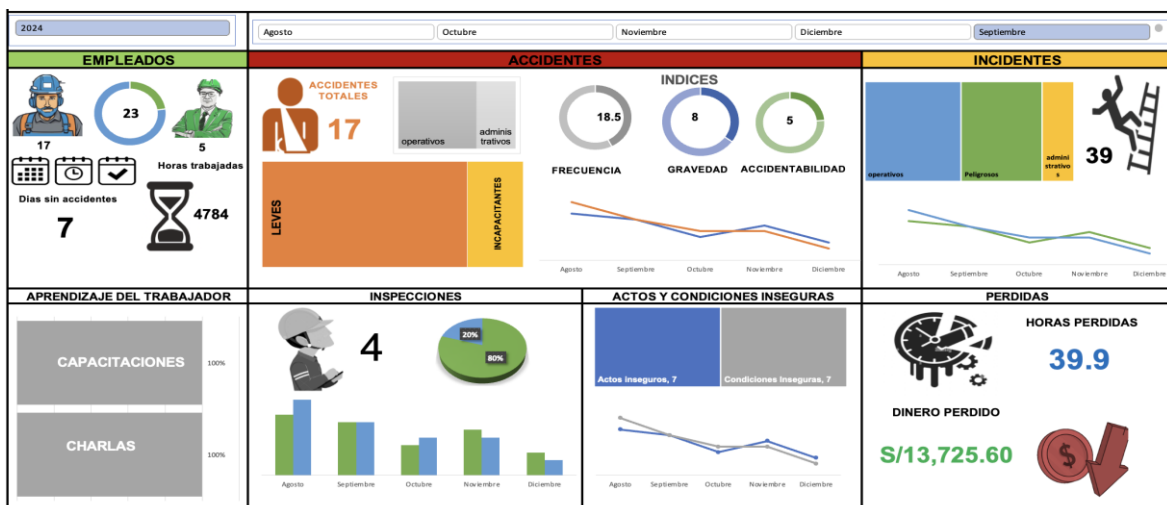 2024
Agosto
Octubre
Noviembre
Diciembre
Septiembre
EMPLEADOS
23
17
5
Horas trabajadas
Dias sin accidentes
7
4784
ACCIDENTES
ACCIDENTES
TOTALES
17
operativos
adminis
trativos
LEVES
INCAPACITANTES
INDICES
18.5
8
5
FRECUENCIA
GRAVEDAD
ACCIDENTABILIDAD
Agosto
Septiembre
Octubre
Noviembre
Diciembre
INCIDENTES
operativos
Peligrosos
admini
strativo
s
39
Agosto
Septiembre
Octubre
Noviembre
Diciembre
APRENDIZAJE DEL TRABAJADOR
CAPACITACIONES
100%
CHARLAS
100%
INSPECCIONES
4
20%
80%
Agosto
Septiembre
Octubre
Noviembre
Diciembre
ACTOS Y CONDICIONES INSEGURAS
Actos inseguros, 7
Condiciones Inseguras, 7
Agosto
Septiembre
Octubre
Noviembre
Diciembre
PERDIDAS
HORAS PERDIDAS
39.9
DINERO PERDIDO
S/13,725.60
$